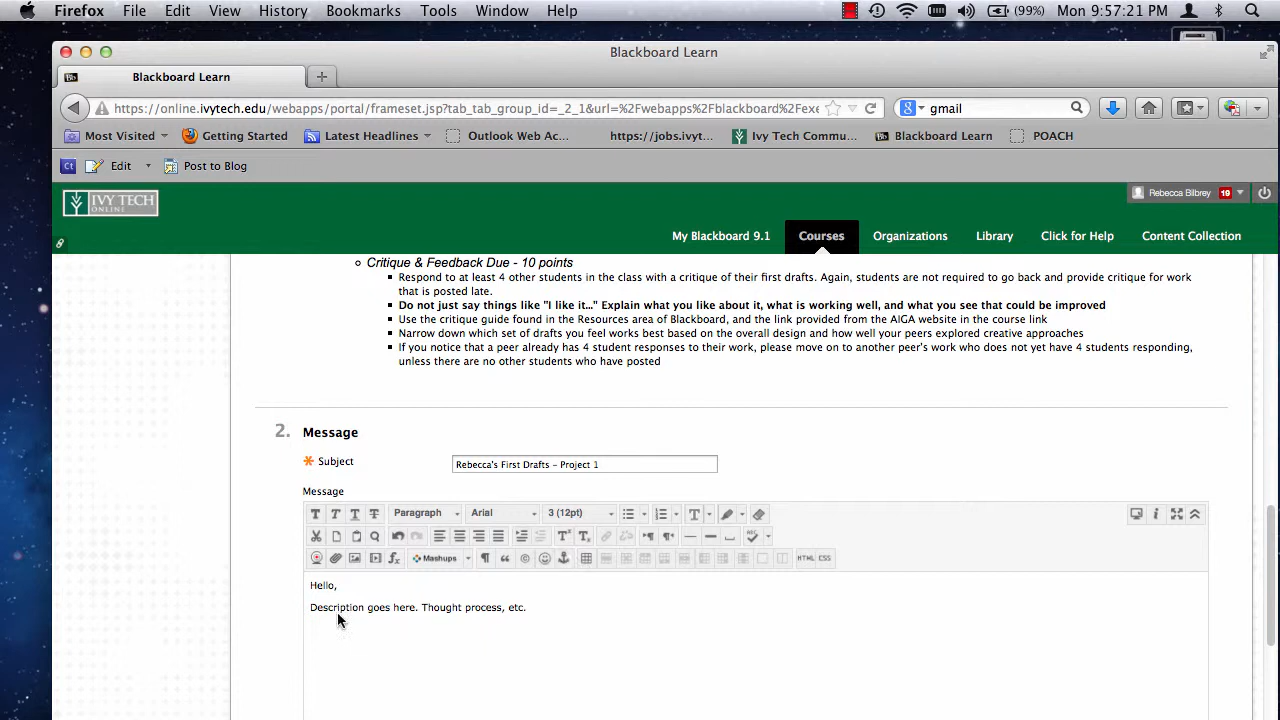 Firefox File Edit View History Bookmarks Tools Window Help (99%) Mon 9:57:21 PM
Blackboard Learn
Bb Blackboard Learn +
https://online.ivytech.edu/webapps/portal/frameset.jsp?tab_tab_group_id=_2_1&url=%2Fwebapps%2Fblackboard%2Fexe gmail
Most Visited Getting Started Latest Headlines Outlook Web Ac... https://jobs.ivyt... Ivy Tech Commu... Bb Blackboard Learn POACH
Ct Edit Post to Blog
IVY TECH
ONLINE
Rebecca Bilbrey 19
My Blackboard 9.1 Courses Organizations Library Click for Help Content Collection
Critique & Feedback Due - 10 points
Respond to at least 4 other students in the class with a critique of their first drafts. Again, students are not required to go back and provide critique for work
that is posted late.
Do not just say things like "I like it..." Explain what you like about it, what is working well, and what you see that could be improved
Use the critique guide found in the Resources area of Blackboard, and the link provided from the AIGA website in the course link
Narrow down which set of drafts you feel works best based on the overall design and how well your peers explored creative approaches
If you notice that a peer already has 4 student responses to their work, please move on to another peer's work who does not yet have 4 students responding,
unless there are no other students who have posted
2. Message
Subject Rebecca's First Drafts - Project 1
Message
T T T T Paragraph Arial 3 (12pt) T
Mashups HTML CSS
Hello,
Description goes here. Thought process, etc.